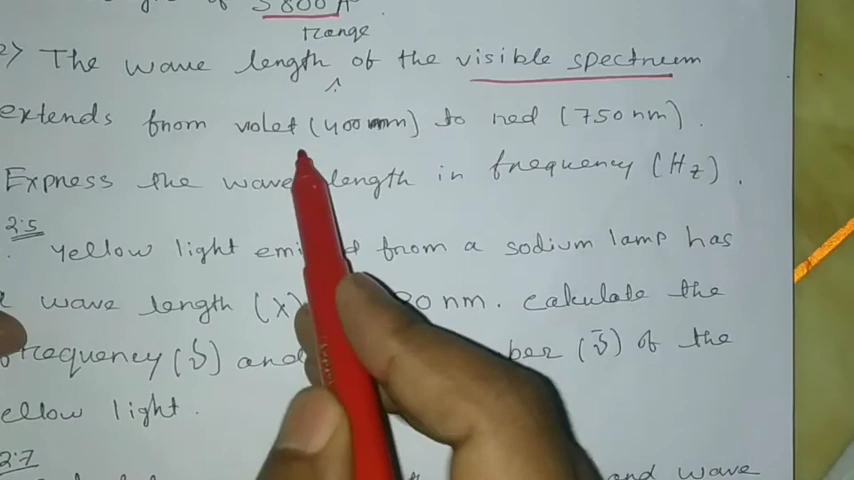 of 5800 A°
range
2) The wave length ^ of the visible spectrum
extends from violet (400 nm) to red (750 nm).
Express the wave length in frequency (Hz).
2:5
Yellow light from a sodium lamp has
wave length (λ) nm. calculate the
frequency (ν) and (ν̄) of the
ellow light.
2:7
and wave